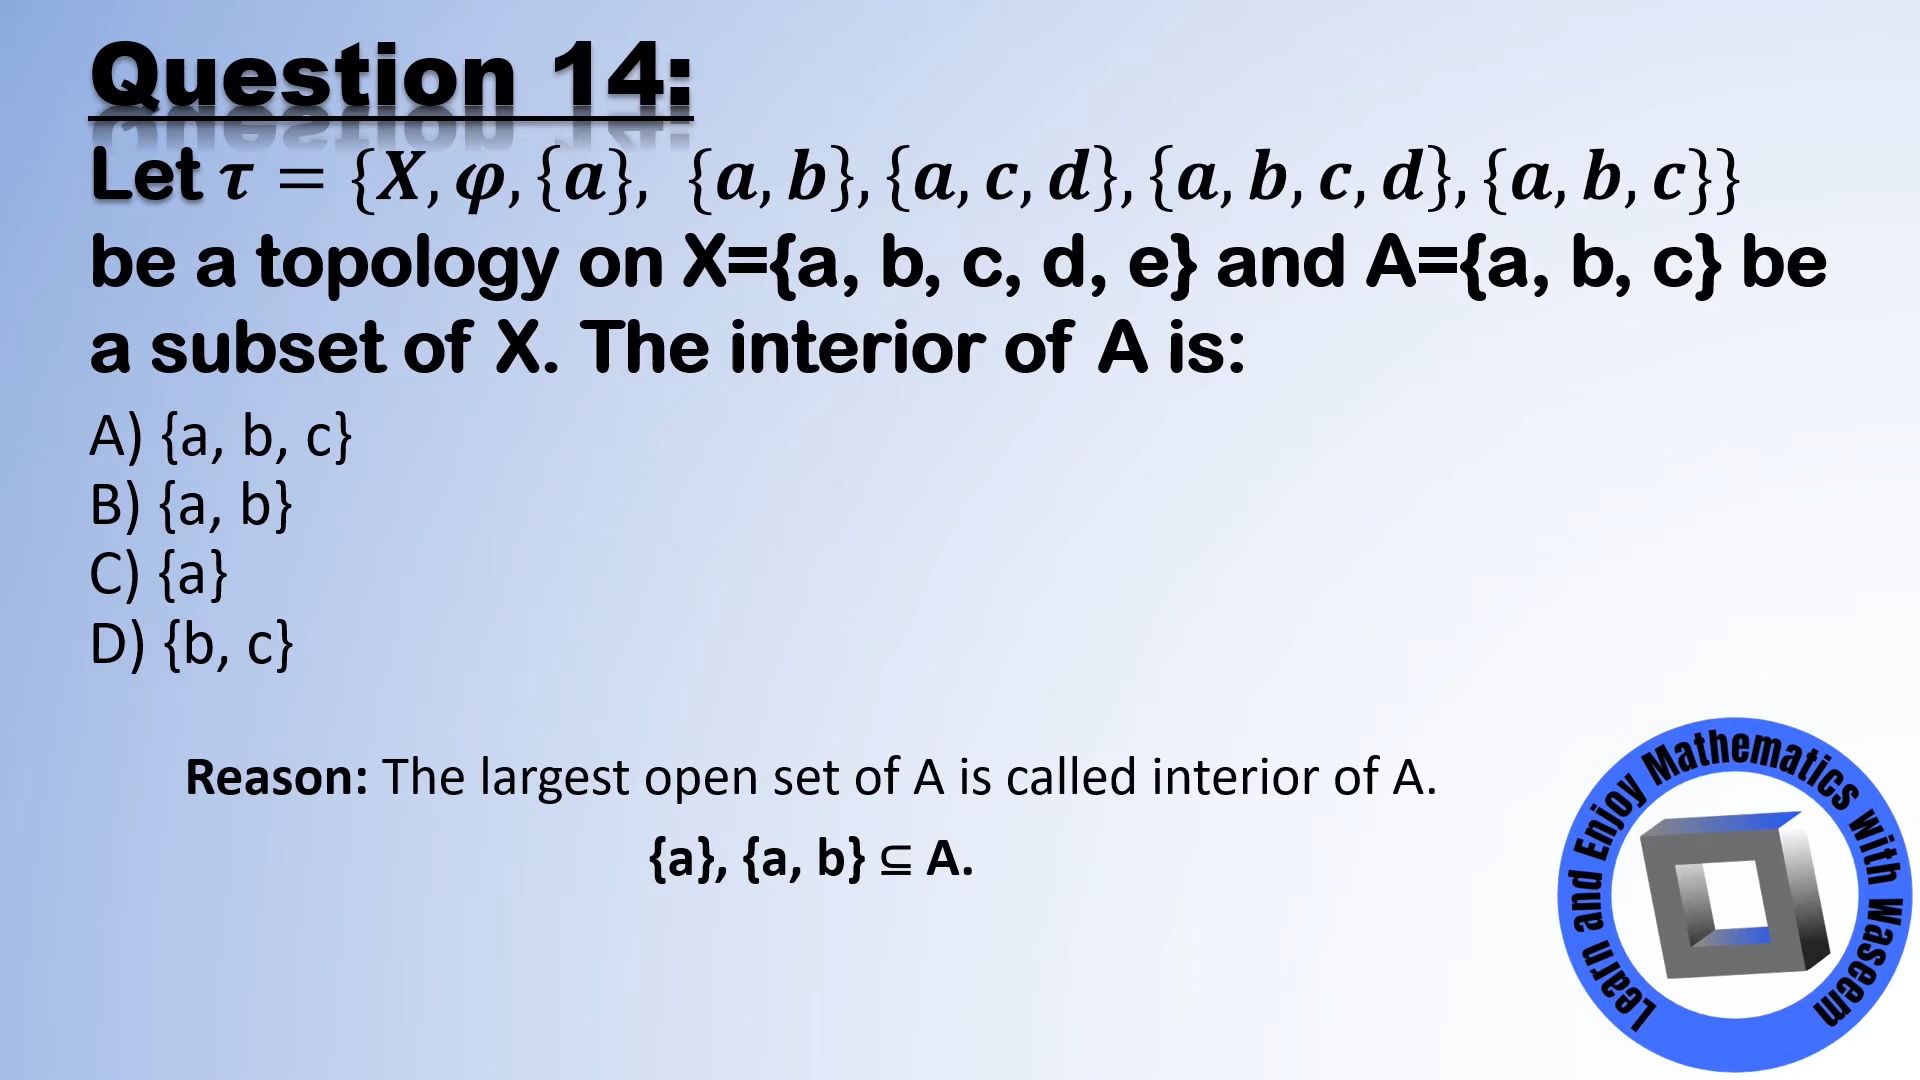 Question 14:
Let τ = {X, φ, {a}, {a, b}, {a, c, d}, {a, b, c, d}, {a, b, c}}
be a topology on X={a, b, c, d, e} and A={a, b, c} be
a subset of X. The interior of A is:
A) {a, b, c}
B) {a, b}
C) {a}
D) {b, c}
Reason: The largest open set of A is called interior of A.
{a}, {a, b} ⊆ A.
Learn and Enjoy Mathematics with Waseem